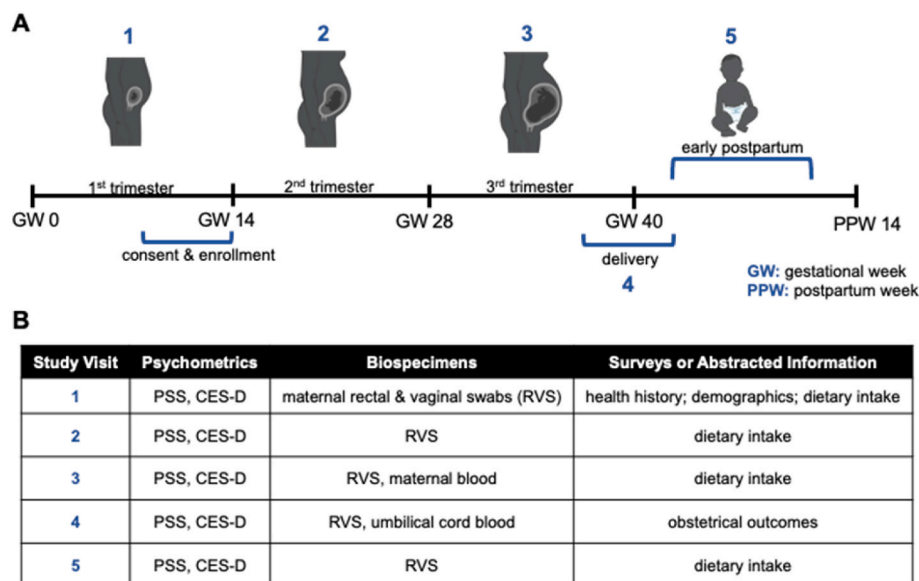 A
1 2 3 5
early postpartum
1st trimester 2nd trimester 3rd trimester
GW 0 GW 14 GW 28 GW 40 PPW 14
consent & enrollment
delivery
4
GW: gestational week
PPW: postpartum week
B
Study Visit Psychometrics Biospecimens Surveys or Abstracted Information
1 PSS, CES-D maternal rectal & vaginal swabs (RVS) health history; demographics; dietary intake
2 PSS, CES-D RVS dietary intake
3 PSS, CES-D RVS, maternal blood dietary intake
4 PSS, CES-D RVS, umbilical cord blood obstetrical outcomes
5 PSS, CES-D RVS dietary intake